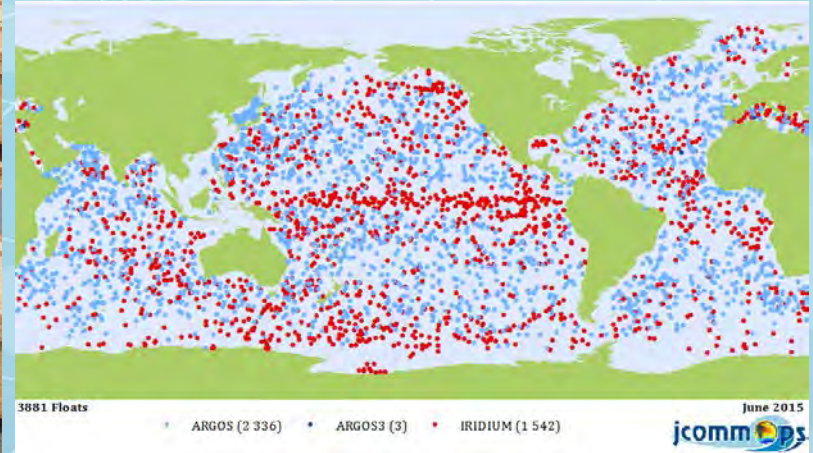 3881 Floats
June 2015
ARGOS (2 336) ARGOS3 (3) IRIDIUM (1 542)
jcommops